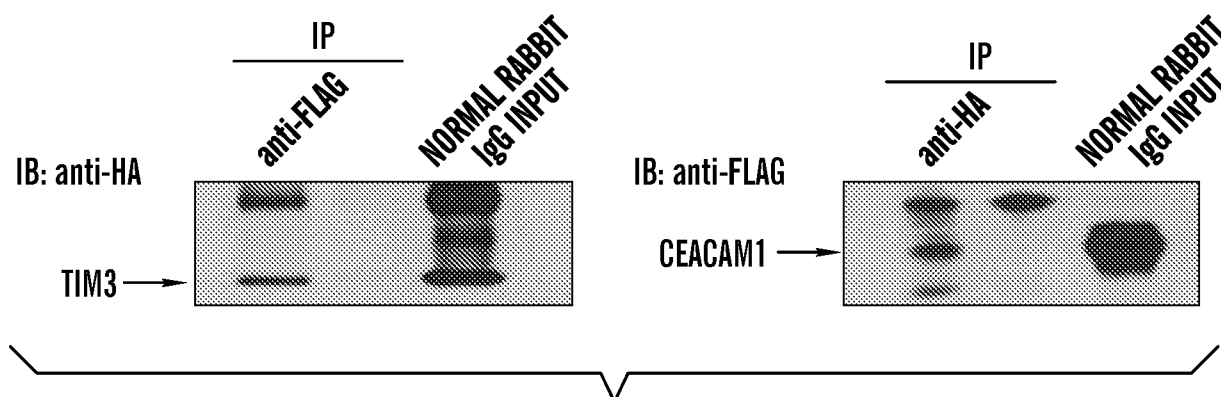 IP
anti-FLAG
NORMAL RABBIT
IgG INPUT
IB: anti-HA
TIM3
IP
anti-HA
NORMAL RABBIT
IgG INPUT
IB: anti-FLAG
CEACAM1